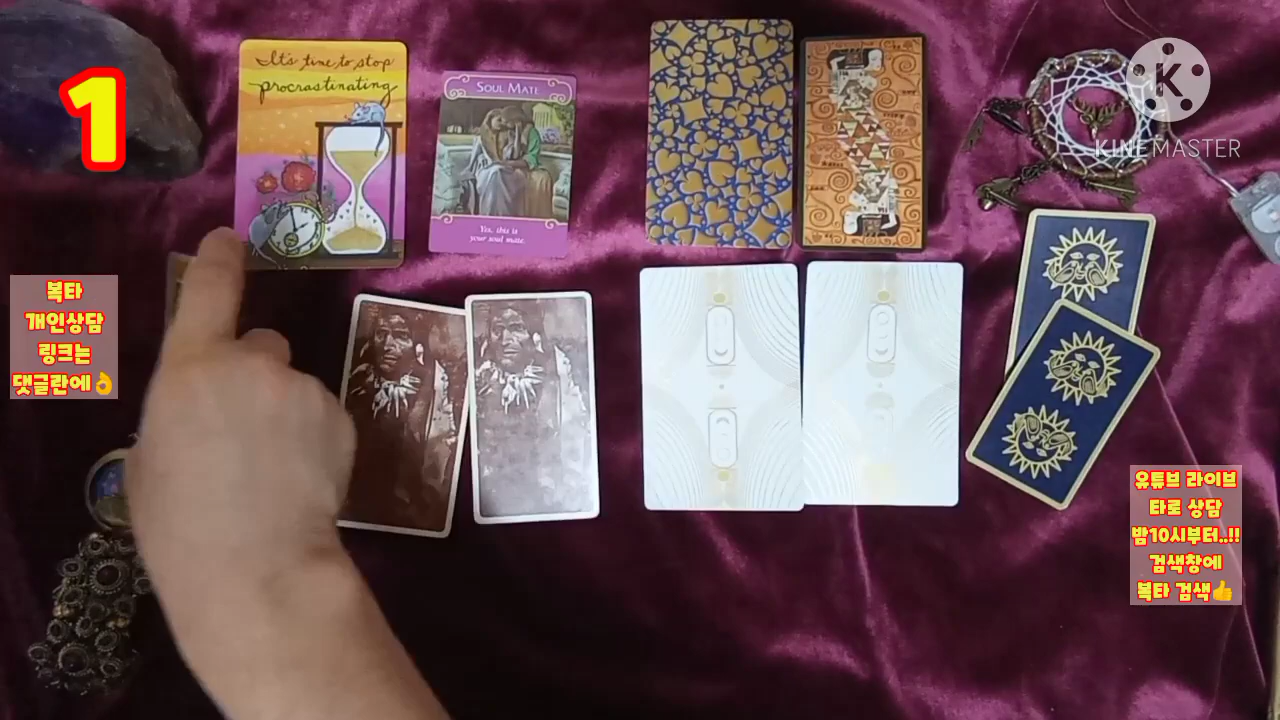 1
It's time to stop
procrastinating
SOUL MATE
Yes, this is
your soul mate.
K
KINEMASTER
복타
개인상담
링크는
댓글란에👌
유튜브 라이브
타로 상담
밤10시부터..!!
검색창에
복타 검색👍